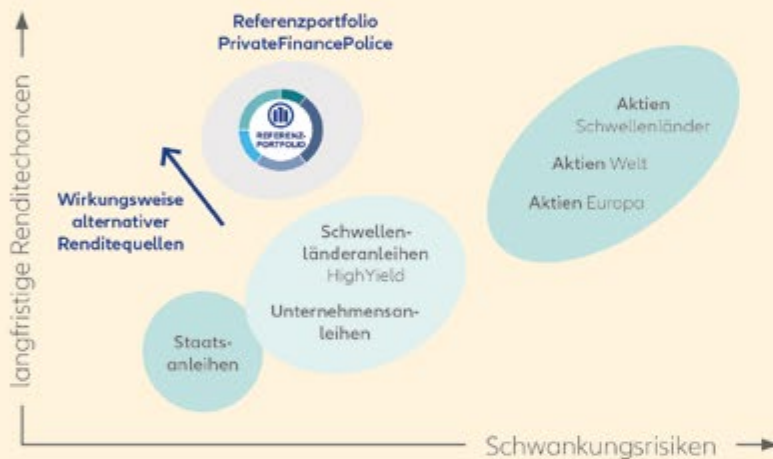 Referenzportfolio
PrivateFinancePolice
REFERENZ-
PORTFOLIO
Aktien
Schwellenländer
Aktien Welt
Aktien Europa
Wirkungsweise
alternativer
Renditequellen
Schwellen-
länderanleihen
HighYield
Unternehmensan-
leihen
Staats-
anleihen
langfristige Renditechancen
Schwankungsrisiken